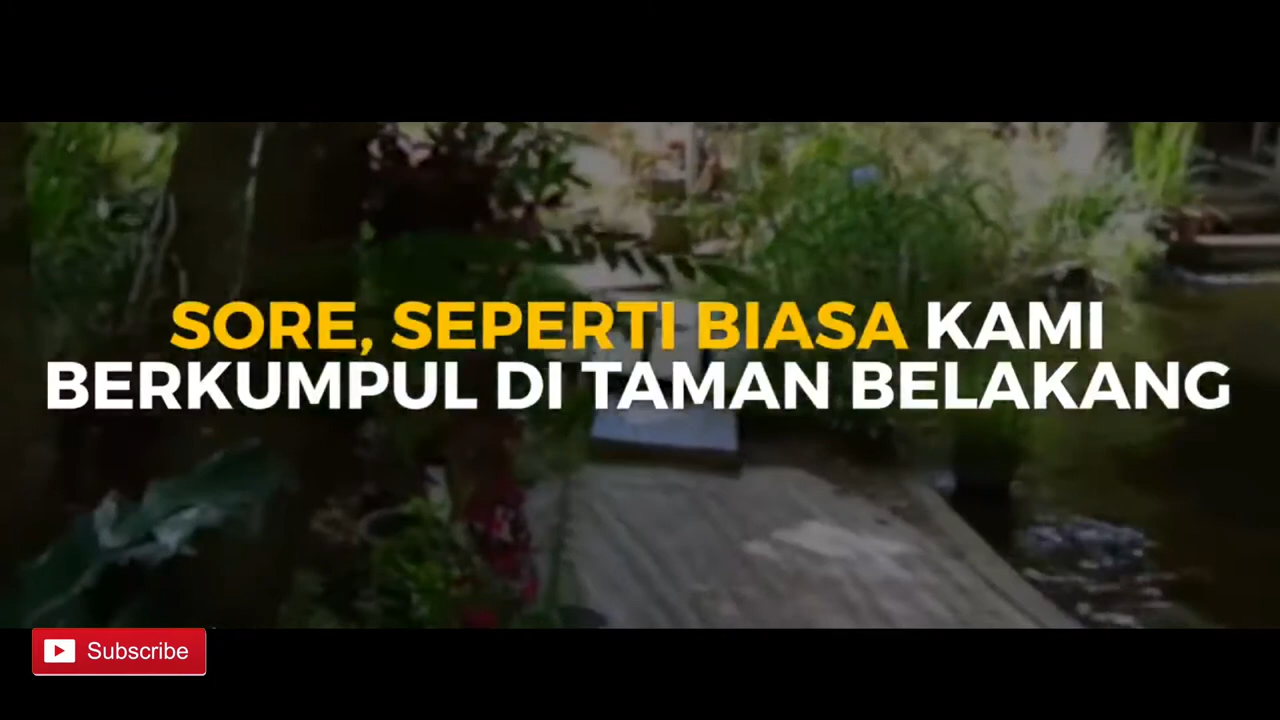 SORE, SEPERTI BIASA KAMI
BERKUMPUL DI TAMAN BELAKANG
Subscribe